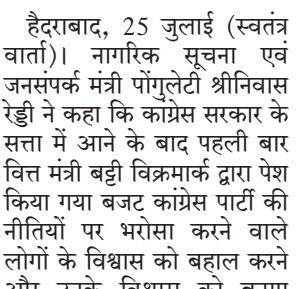 हैदराबाद, 25 जुलाई (स्वतंत्र
वार्ता)। नागरिक सूचना एवं
जनसंपर्क मंत्री पोंगुलेटी श्रीनिवास
रेड्डी ने कहा कि कांग्रेस सरकार के
सत्ता में आने के बाद पहली बार
वित्त मंत्री बट्टी विक्रमार्क द्वारा पेश
किया गया बजट कांग्रेस पार्टी की
नीतियों पर भरोसा करने वाले
लोगों के विश्वास को बहाल करने